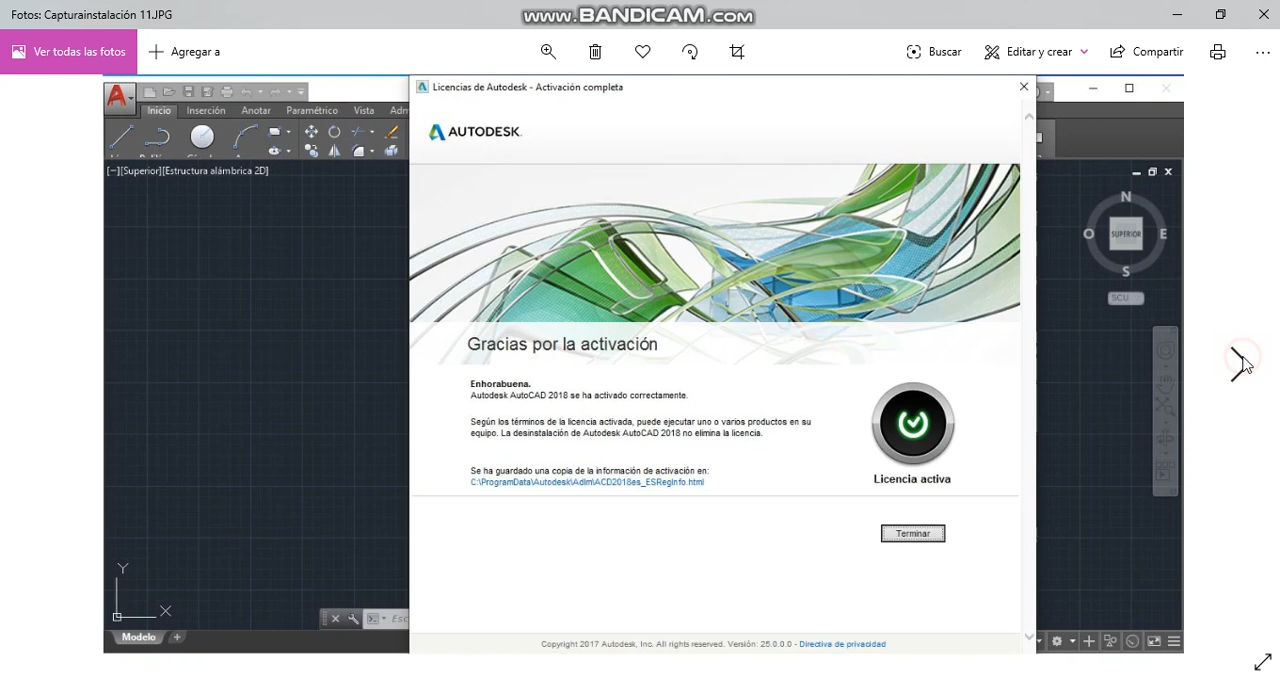 Fotos: Capturainstalación 11.JPG
www.BANDICAM.com
Ver todas las fotos
Agregar a
Buscar
Editar y crear
Compartir
Licencias de Autodesk - Activación completa
Inicio Inserción Anotar Paramétrico Vista Adm
AUTODESK.
[−][Superior][Estructura alámbrica 2D]
N
O SUPERIOR E
S
SCU
Gracias por la activación
Enhorabuena.
Autodesk AutoCAD 2018 se ha activado correctamente.
Según los términos de la licencia activada, puede ejecutar uno o varios productos en su
equipo. La desinstalación de Autodesk AutoCAD 2018 no elimina la licencia.
Se ha guardado una copia de la información de activación en:
C:\ProgramData\Autodesk\Adlm\ACD2018es_ESRegInfo.html
Licencia activa
Terminar
Y
X
Esc
Modelo
Copyright 2017 Autodesk, Inc. All rights reserved. Versión: 25.0.0.0 - Directiva de privacidad